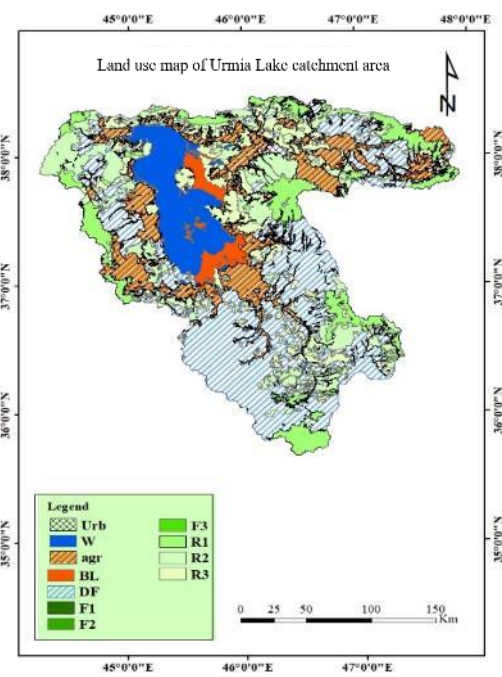 45°0'0"E 46°0'0"E 47°0'0"E 48°0'0"E
Land use map of Urmia Lake catchment area
N
38°0'0"N 38°0'0"N
37°0'0"N 37°0'0"N
36°0'0"N 36°0'0"N
35°0'0"N 35°0'0"N
Legend
Urb
W
agr
BL
DF
F1
F2
F3
R1
R2
R3
0 25 50 100 150
Km
45°0'0"E 46°0'0"E 47°0'0"E